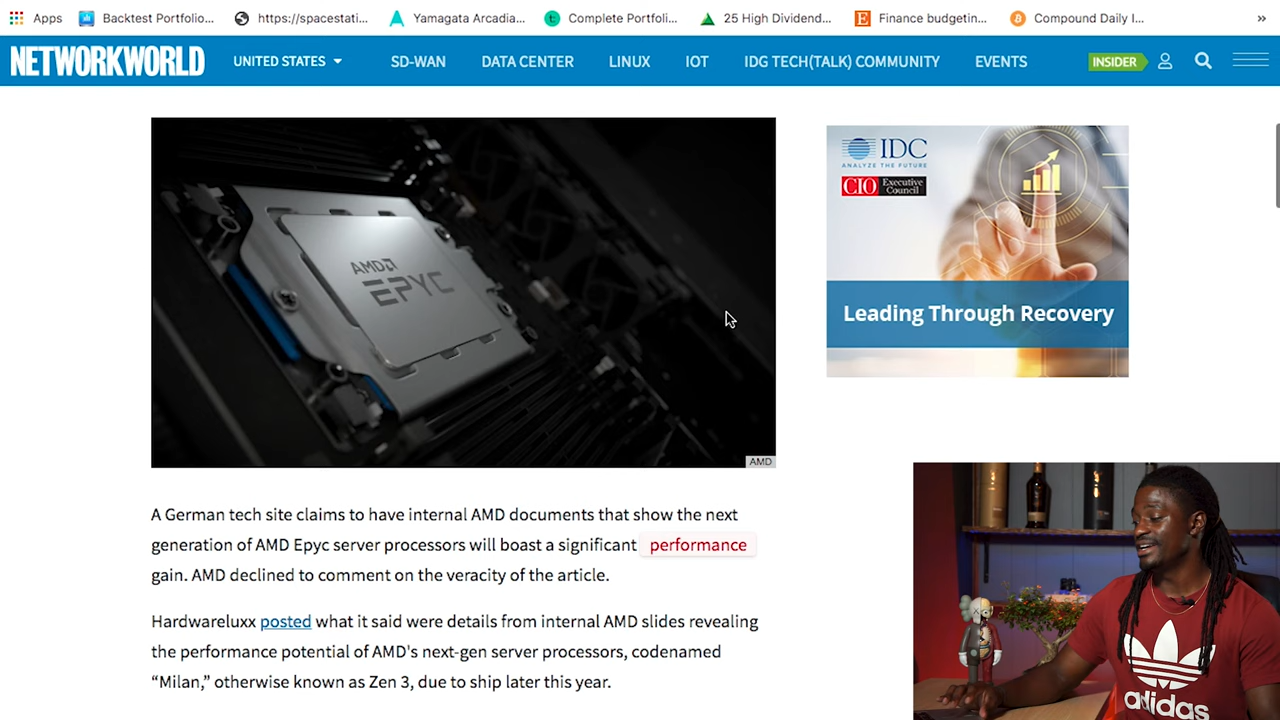 Apps
Backtest Portfolio...
https://spacestati...
Yamagata Arcadia...
Complete Portfoli...
25 High Dividend...
Finance budgetin...
Compound Daily I...
»
NETWORKWORLD
UNITED STATES
SD-WAN
DATA CENTER
LINUX
IOT
IDG TECH(TALK) COMMUNITY
EVENTS
INSIDER
AMD
EPYC
AMD
IDC
ANALYZE THE FUTURE
CIO Executive Council
Leading Through Recovery
A German tech site claims to have internal AMD documents that show the next
generation of AMD Epyc server processors will boast a significant performance
gain. AMD declined to comment on the veracity of the article.
Hardwareluxx posted what it said were details from internal AMD slides revealing
the performance potential of AMD's next-gen server processors, codenamed
“Milan,” otherwise known as Zen 3, due to ship later this year.
adidas